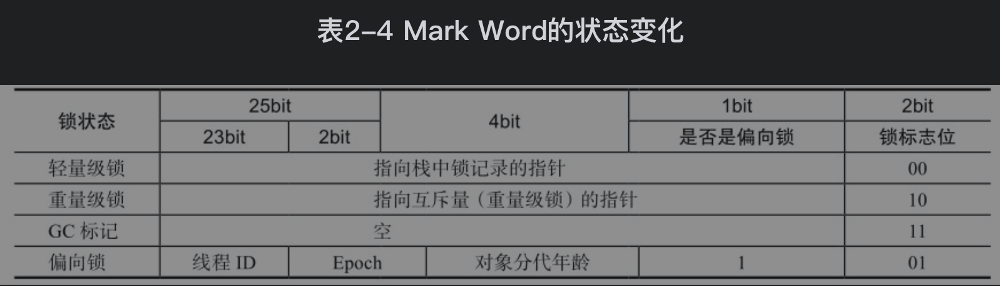 表2-4 Mark Word的状态变化
锁状态 25bit 4bit 1bit 2bit
23bit 2bit 是否是偏向锁 锁标志位
轻量级锁 指向栈中锁记录的指针 00
重量级锁 指向互斥量（重量级锁）的指针 10
GC 标记 空 11
偏向锁 线程 ID Epoch 对象分代年龄 1 01